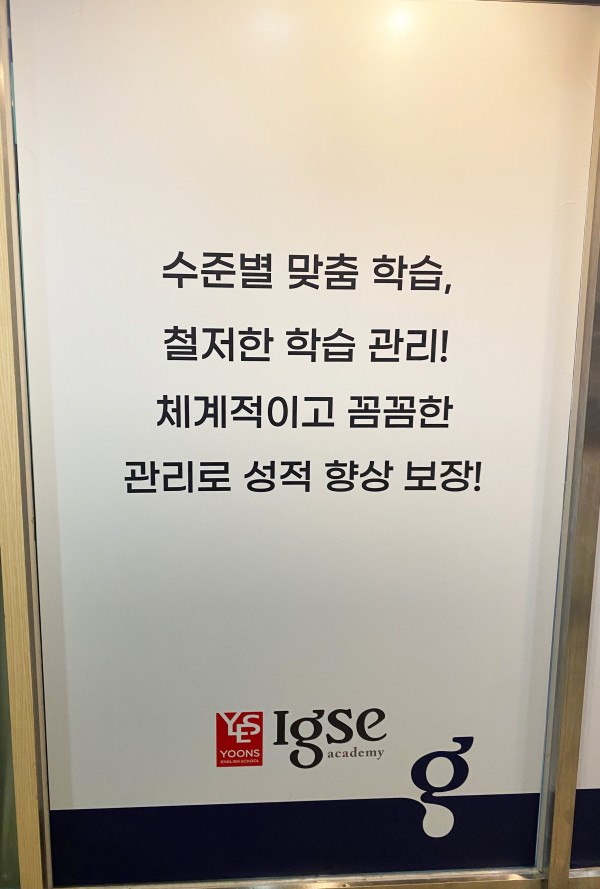 수준별 맞춤 학습,
철저한 학습 관리!
체계적이고 꼼꼼한
관리로 성적 향상 보장!
YES
YOONS
ENGLISH SCHOOL
Igse
academy
g